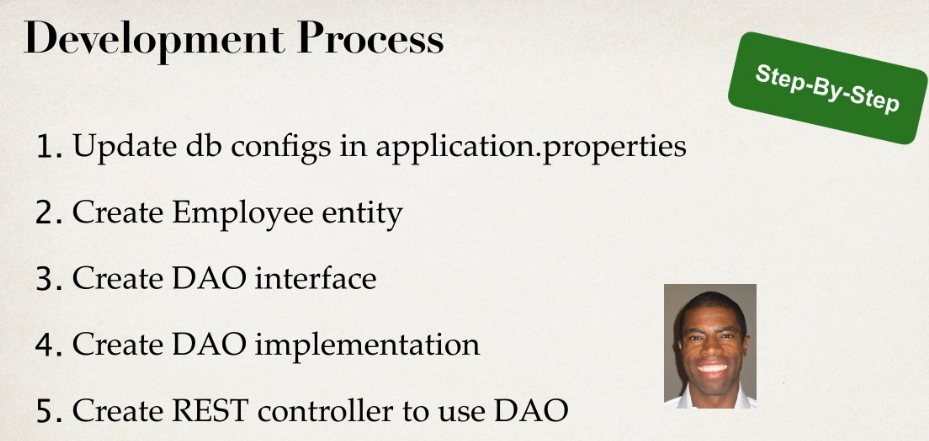 Development Process
Step-By-Step
1. Update db configs in application.properties
2. Create Employee entity
3. Create DAO interface
4. Create DAO implementation
5. Create REST controller to use DAO